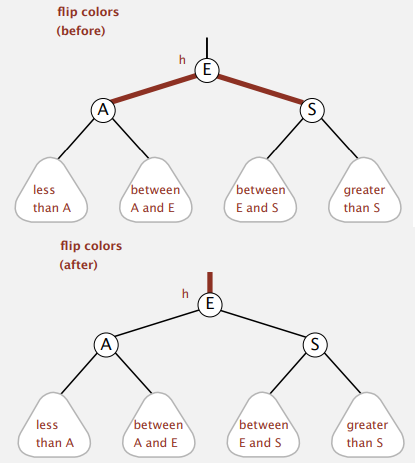 flip colors
(before)
h
E
A
S
less
than A
between
A and E
between
E and S
greater
than S
flip colors
(after)
h
E
A
S
less
than A
between
A and E
between
E and S
greater
than S